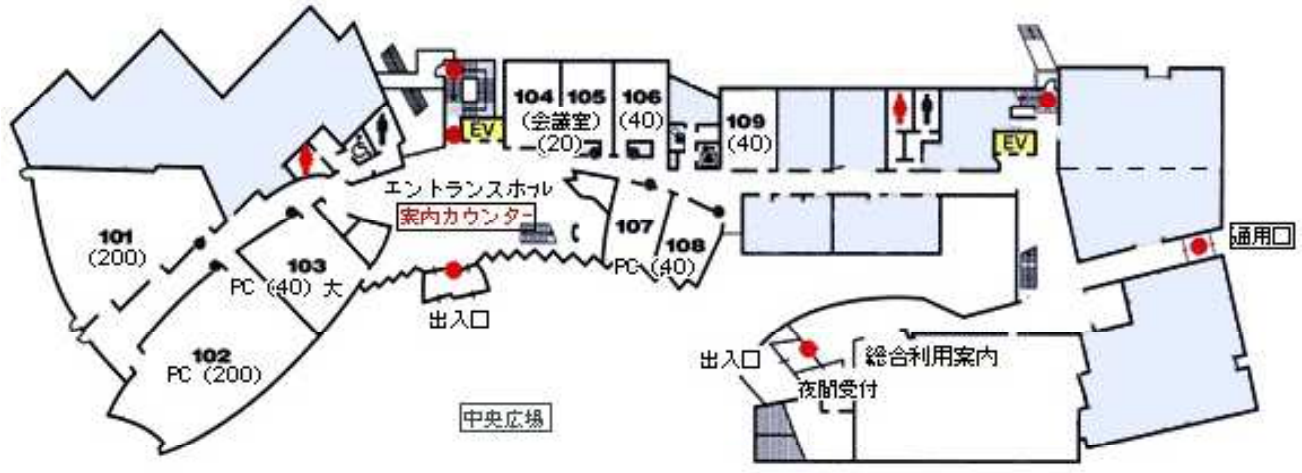 104
105
106
(会議室)
(40)
(20)
EV
109
(40)
EV
エントランスホール
案内カウンター
101
(200)
107
108
PC (40)
通用口
103
PC (40) 大
出入口
102
PC (200)
出入口
総合利用案内
夜間受付
中央広場